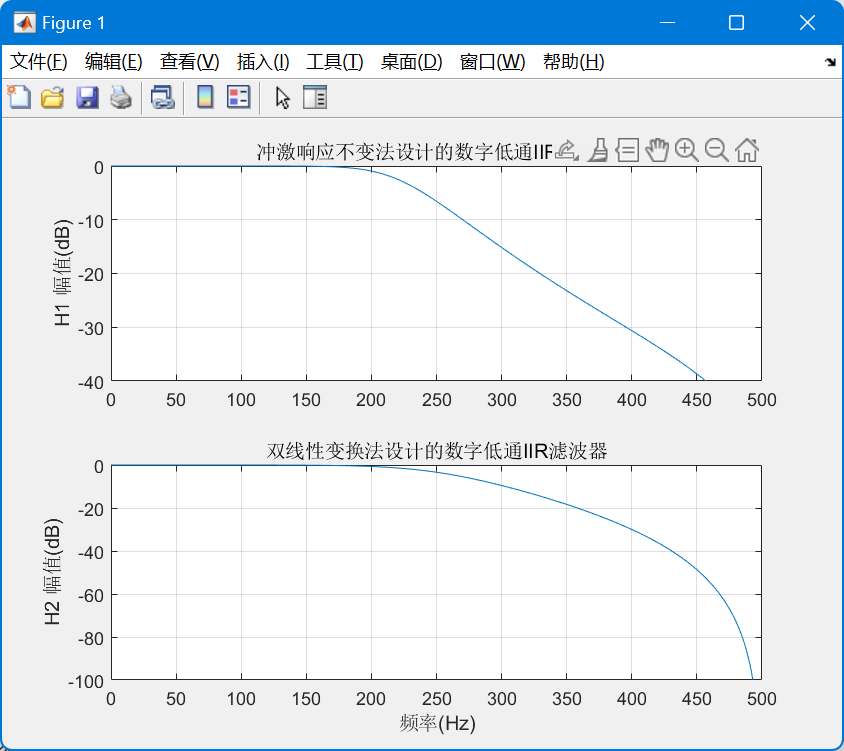 Figure 1
文件(F) 编辑(E) 查看(V) 插入(I) 工具(T) 桌面(D) 窗口(W) 帮助(H)
冲激响应不变法设计的数字低通IIF
H1 幅值(dB)
0
-10
-20
-30
-40
0 50 100 150 200 250 300 350 400 450 500
双线性变换法设计的数字低通IIR滤波器
H2 幅值(dB)
0
-20
-40
-60
-80
-100
0 50 100 150 200 250 300 350 400 450 500
频率(Hz)